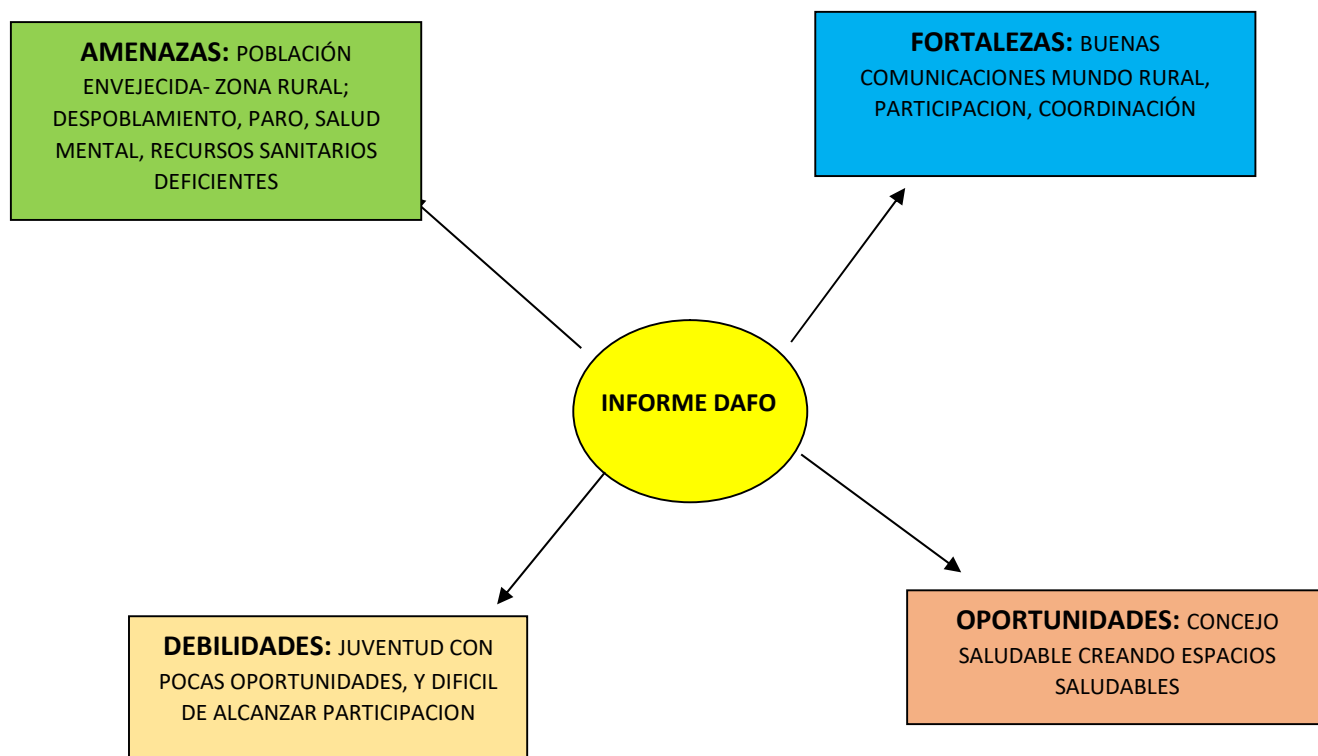 AMENAZAS: POBLACIÓN
ENVEJECIDA- ZONA RURAL;
DESPOBLAMIENTO, PARO, SALUD
MENTAL, RECURSOS SANITARIOS
DEFICIENTES
FORTALEZAS: BUENAS
COMUNICACIONES MUNDO RURAL,
PARTICIPACION, COORDINACIÓN
INFORME DAFO
DEBILIDADES: JUVENTUD CON
POCAS OPORTUNIDADES, Y DIFICIL
DE ALCANZAR PARTICIPACION
OPORTUNIDADES: CONCEJO
SALUDABLE CREANDO ESPACIOS
SALUDABLES